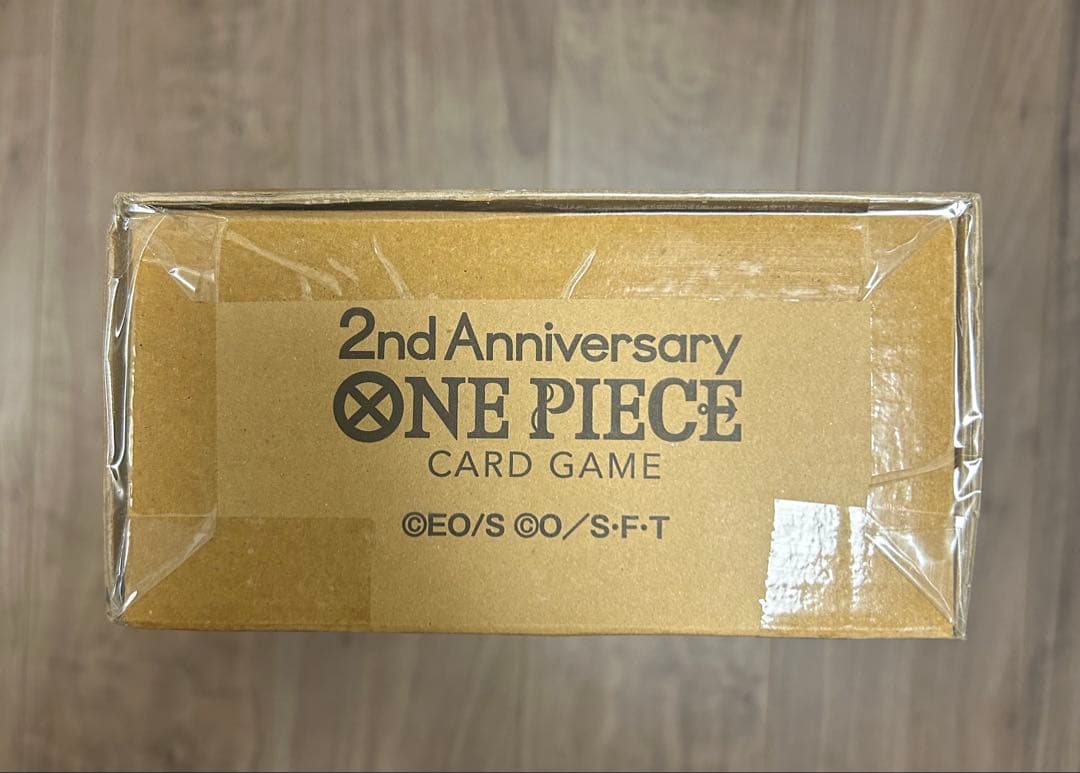 2nd Anniversary
ONE PIECE
CARD GAME
©EO/S ©O/S・F・T